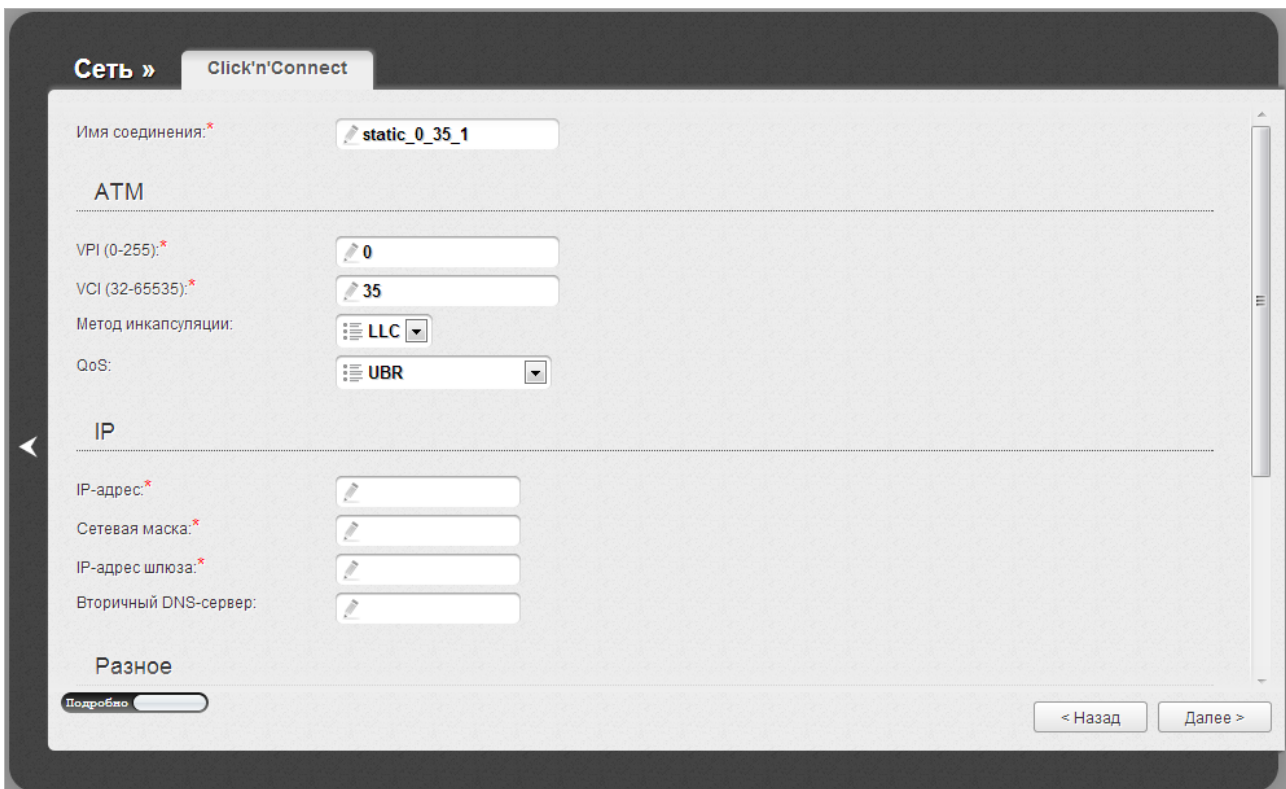 Сеть » Click'n'Connect
Имя соединения:* static_0_35_1
ATM
VPI (0-255):* 0
VCI (32-65535):* 35
Метод инкапсуляции: LLC
QoS: UBR
IP
IP-адрес:*
Сетевая маска:*
IP-адрес шлюза:*
Вторичный DNS-сервер:
Разное
Подробно
< Назад Далее >